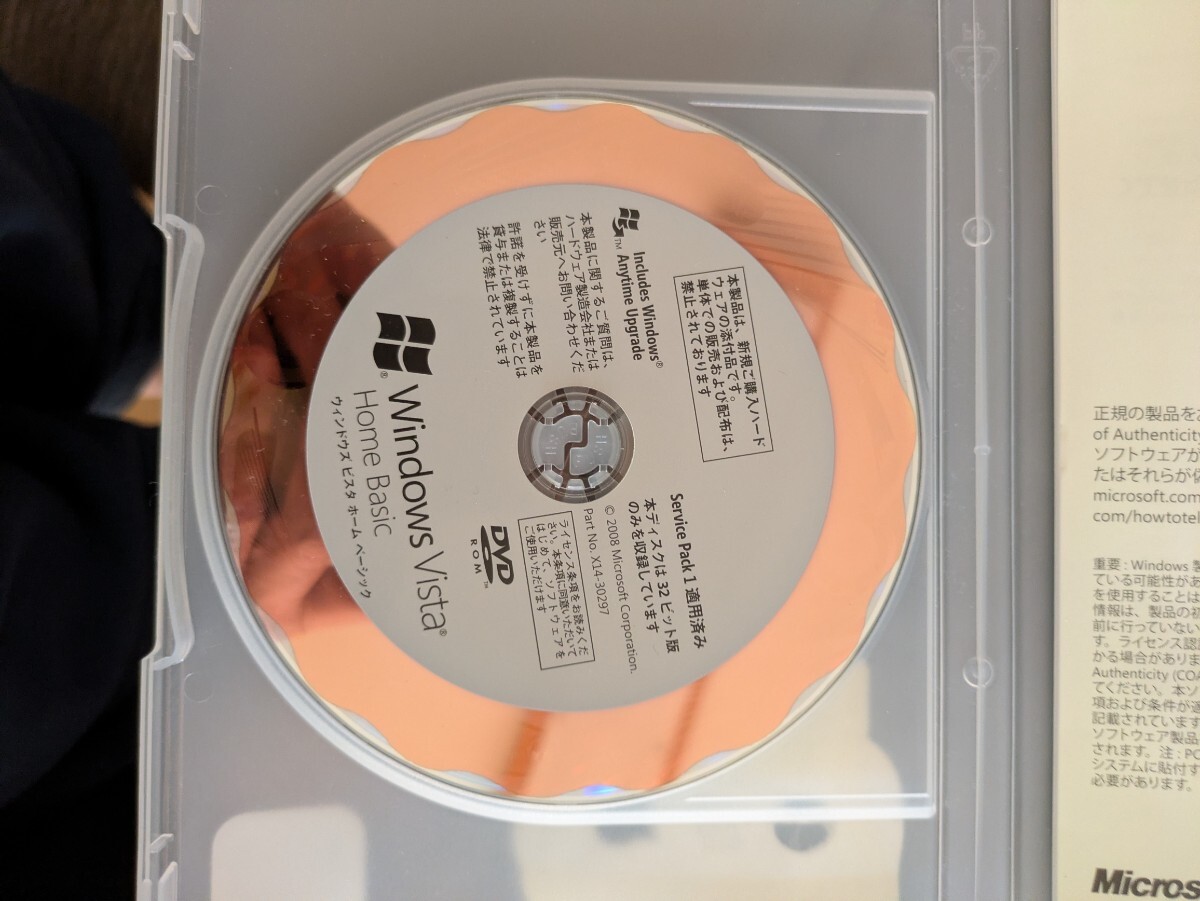 Windows Vista®
Home Basic
ウィンドウズ ビスタ ホーム ベーシック
Includes Windows®
Anytime Upgrade
本製品に関するご質問は、
ハードウェア製造会社または
販売元へお問い合わせくだ
さい
許諾を受けずに本製品を
貸与または複製することは
法律で禁止されています
本製品は、新規ご購入ハード
ウェアの添付品です。
単体での販売および配布は、
禁止されております
Service Pack 1 適用済み
本ディスクは 32 ビット版
のみを収録しています
© 2008 Microsoft Corporation.
Part No. X14-30297
ライセンス条項をお読みくだ
さい。本条項に同意いただいて
はじめて、ソフトウェアを
ご使用いただけます
DVD
ROM
TM
正規の製品を
of Authenticity
ソフトウェアが
たはそれらが
microsoft.com
com/howtotel
重要 : Windows 製
ている可能性があ
を使用することは
情報は、製品の初
前に行っていない
す。ライセンス認
かる場合がありま
Authenticity (COA
てください。本ソ
項および条件が
記載されています
ソフトウェア製品
されます。注 : PC
システムに貼付す
必要があります。
Micros